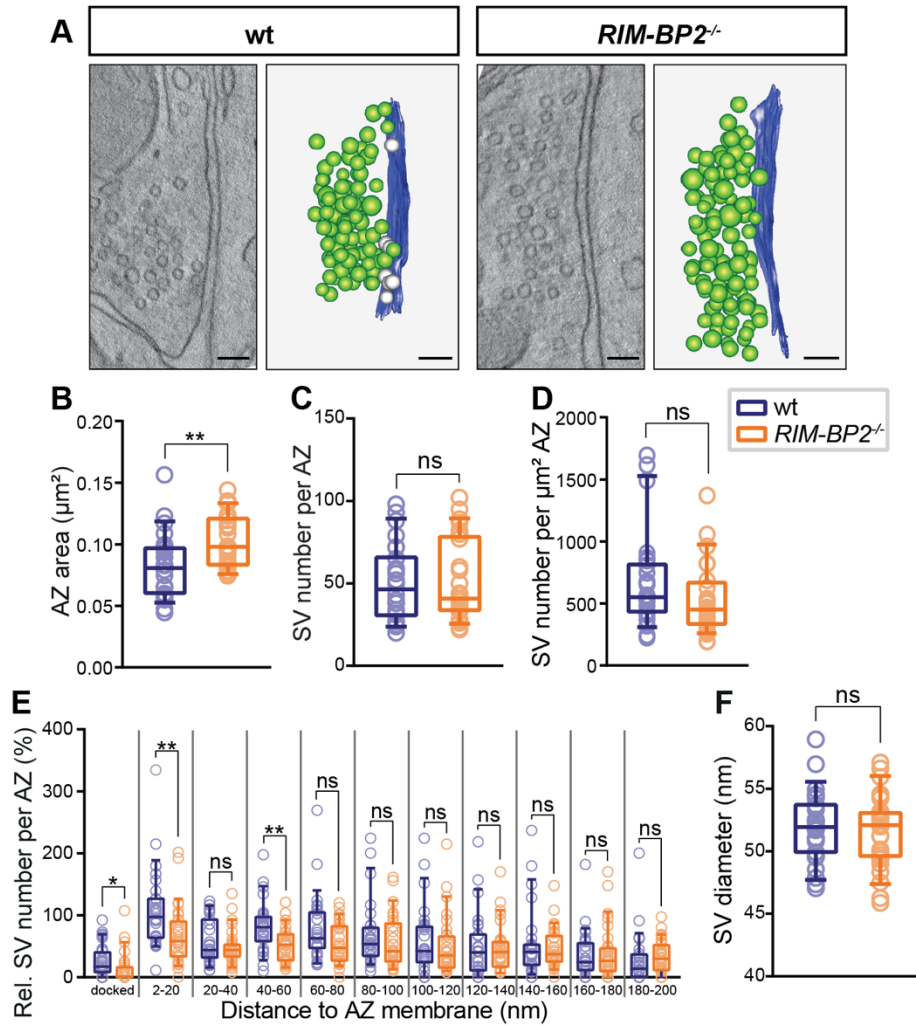 A
wt
RIM-BP2-/-
B
AZ area (µm²)
0.20
0.15
0.10
0.05
0.00
**
C
SV number per AZ
150
100
50
0
ns
D
SV number per µm² AZ
2000
1500
1000
500
0
ns
wt
RIM-BP2-/-
E
Rel. SV number per AZ (%)
400
300
200
100
0
* ** ns ** ns ns ns ns ns ns ns
docked 2-20 20-40 40-60 60-80 80-100 100-120 120-140 140-160 160-180 180-200
Distance to AZ membrane (nm)
F
SV diameter (nm)
60
55
50
45
40
ns